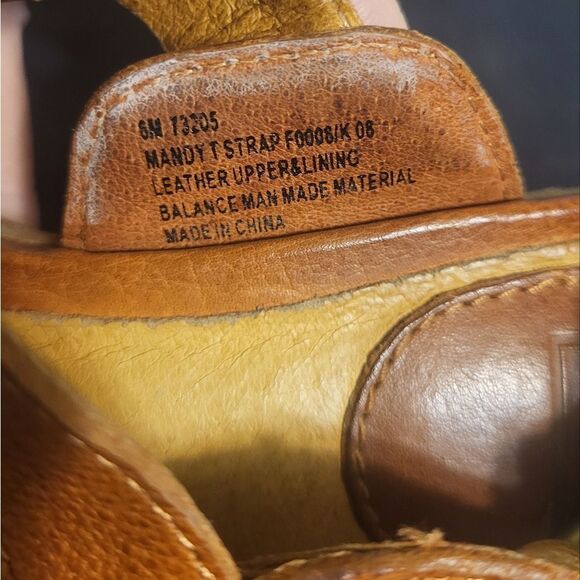 6M 73205
MANDY T STRAP F0008/K 08
LEATHER UPPER&LINING
BALANCE MAN MADE MATERIAL
MADE IN CHINA